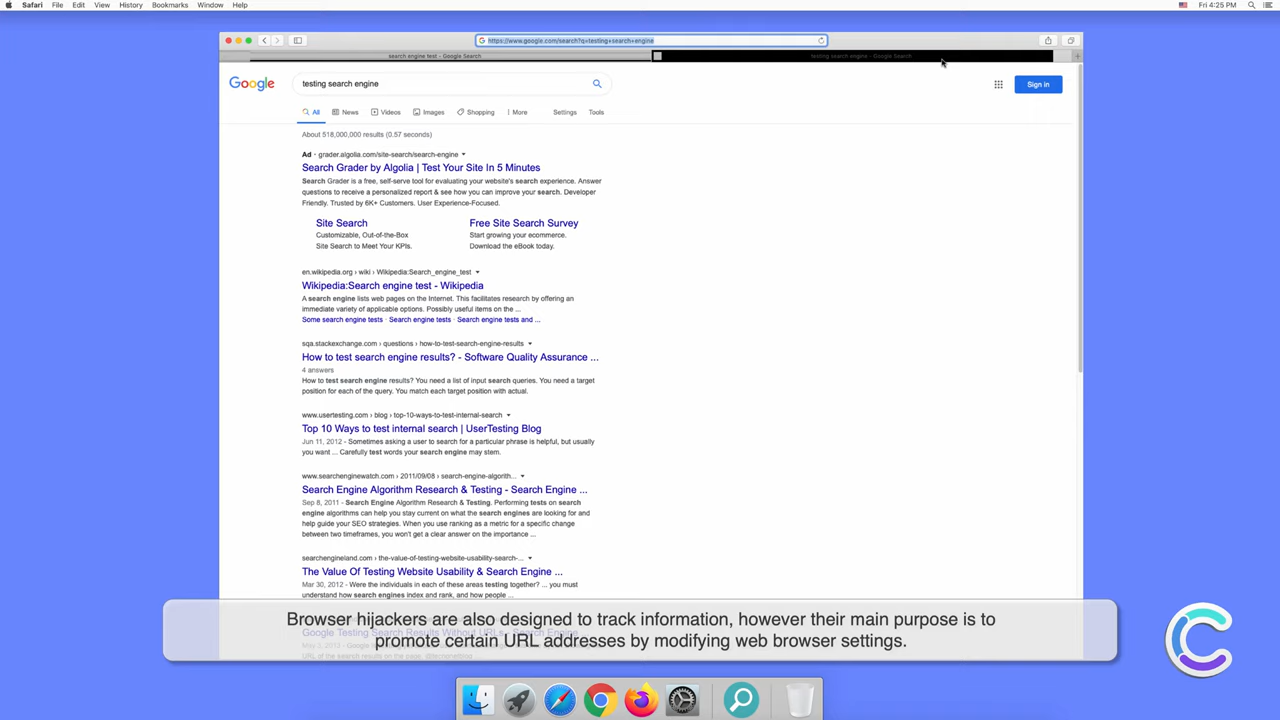 Safari File Edit View History Bookmarks Window Help Fri 4:25 PM
https://www.google.com/search?q=testing+search+engine
search engine test - Google Search testing search engine - Google Search
Google testing search engine Sign in
All News Videos Images Shopping More Settings Tools
About 518,000,000 results (0.57 seconds)
Ad · grader.algolia.com/site-search/search-engine
Search Grader by Algolia | Test Your Site In 5 Minutes
Search Grader is a free, self-serve tool for evaluating your website's search experience. Answer
questions to receive a personalized report & see how you can improve your search. Developer
Friendly. Trusted by 6K+ Customers. User Experience-Focused.
Site Search Free Site Search Survey
Customizable, Out-of-the-Box Start growing your ecommerce.
Site Search to Meet Your KPIs. Download the eBook today.
en.wikipedia.org › wiki › Wikipedia:Search_engine_test
Wikipedia:Search engine test - Wikipedia
A search engine lists web pages on the Internet. This facilitates research by offering an
immediate variety of applicable options. Possibly useful items on the ...
Some search engine tests · Search engine tests · Search engine tests and ...
sqa.stackexchange.com › questions › how-to-test-search-engine-results
How to test search engine results? - Software Quality Assurance ...
4 answers
How to test search engine results? You need a list of input search queries. You need a target
position for each of the query. You match each target position with actual.
www.usertesting.com › blog › top-10-ways-to-test-internal-search
Top 10 Ways to test internal search | UserTesting Blog
Jun 11, 2012 - Sometimes asking a user to search for a particular phrase is helpful, but usually
you want ... Carefully test words your search engine may stem.
www.searchenginewatch.com › 2011/09/08 › search-engine-algorith...
Search Engine Algorithm Research & Testing - Search Engine ...
Sep 8, 2011 - Search Engine Algorithm Research & Testing. Performing tests on search
engine algorithms can help you stay current on what the search engines are looking for and
help guide your SEO strategies. When you use ranking as a metric for a specific change
between two timeframes, you won't get a clear answer on the importance ...
searchengineland.com › the-value-of-testing-website-usability-search-...
The Value Of Testing Website Usability & Search Engine ...
Mar 30, 2012 - Were the individuals in each of these areas testing together? ... you must
understand how search engines index and rank, and how people ...
Browser hijackers are also designed to track information, however their main purpose is to
Google Testing Search Results Without URLs
promote certain URL addresses by modifying web browser settings.
URL of the search results on the page.